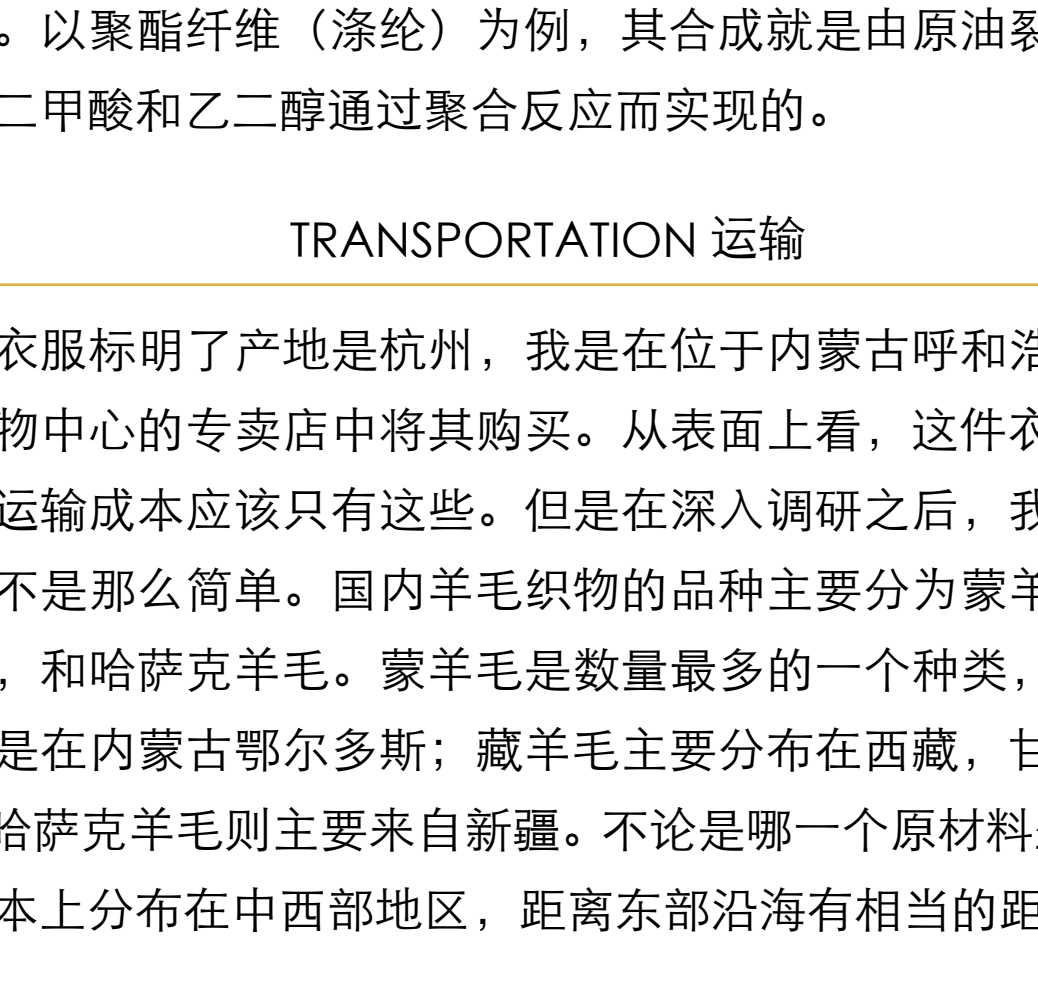 。以聚酯纤维（涤纶）为例，其合成就是由原油裂
二甲酸和乙二醇通过聚合反应而实现的。
TRANSPORTATION 运输
衣服标明了产地是杭州，我是在位于内蒙古呼和浩
物中心的专卖店中将其购买。从表面上看，这件衣
运输成本应该只有这些。但是在深入调研之后，我
不是那么简单。国内羊毛织物的品种主要分为蒙羊
，和哈萨克羊毛。蒙羊毛是数量最多的一个种类，
是在内蒙古鄂尔多斯；藏羊毛主要分布在西藏，甘
哈萨克羊毛则主要来自新疆。不论是哪一个原材料
本上分布在中西部地区，距离东部沿海有相当的距